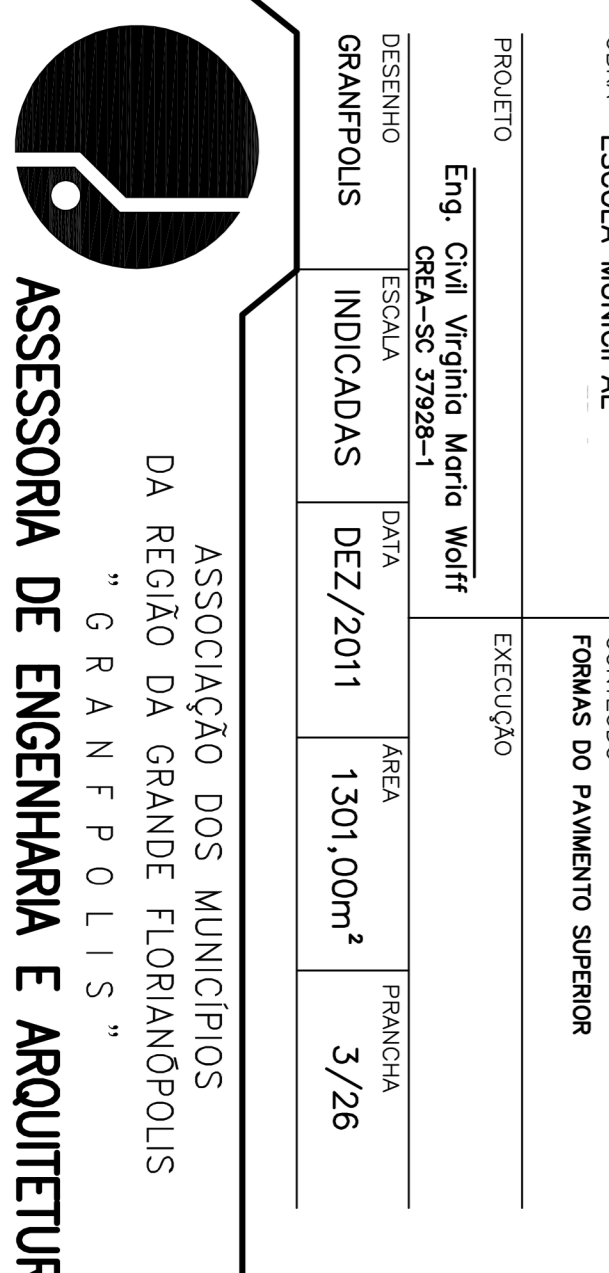 ESCOLA MUNICIPAL
FORMAS DO PAVIMENTO SUPERIOR
PROJETO
Eng. Civil Virginia Maria Wolff
CREA-SC 37928-1
EXECUÇÃO
DESENHO
GRANFPOLIS
ESCALA
INDICADAS
DATA
DEZ/2011
ÁREA
1301,00m²
PRANCHA
3/26
ASSOCIAÇÃO DOS MUNICÍPIOS
DA REGIÃO DA GRANDE FLORIANÓPOLIS
" G R A N F P O L I S "
ASSESSORIA DE ENGENHARIA E ARQUITETUR